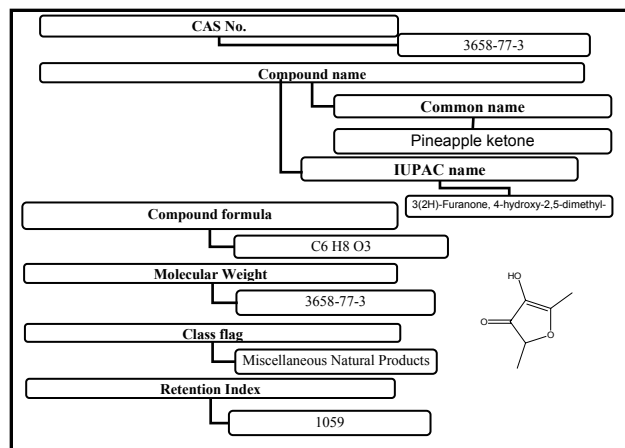 CAS No.
3658-77-3
Compound name
Common name
Pineapple ketone
IUPAC name
3(2H)-Furanone, 4-hydroxy-2,5-dimethyl-
Compound formula
C6 H8 O3
Molecular Weight
3658-77-3
HO
O
O
Class flag
Miscellaneous Natural Products
Retention Index
1059